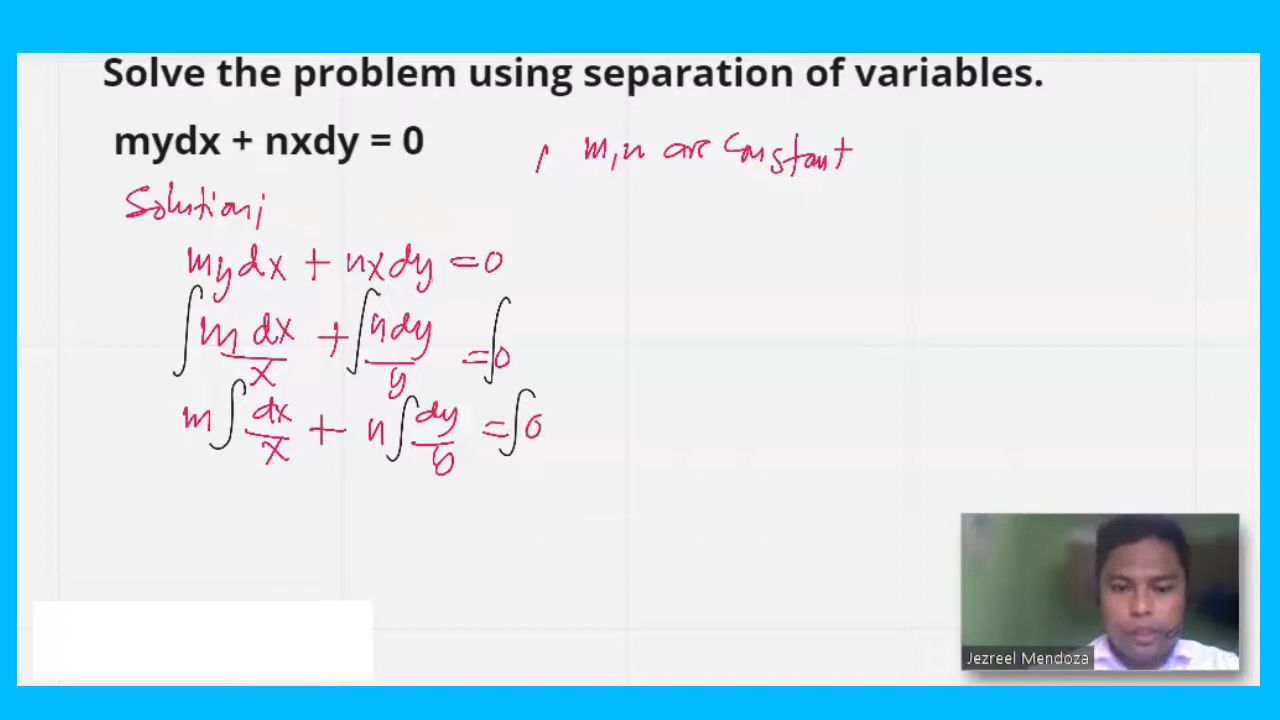 Solve the problem using separation of variables.
mydx + nxdy = 0
, m,n are constant
Solution;
mydx + nxdy = 0
∫ m dx/x + ∫ n dy/y = ∫ 0
m ∫ dx/x + n ∫ dy/y = ∫ 0
Jezreel Mendoza